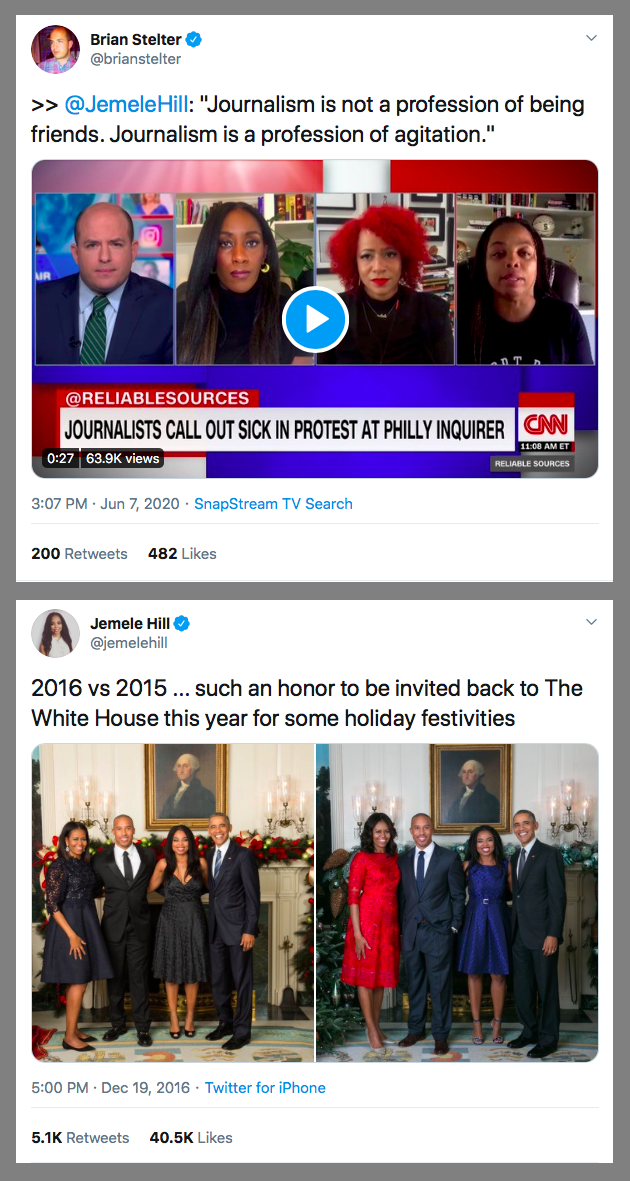 Brian Stelter
@brianstelter
>> @JemeleHill: "Journalism is not a profession of being
friends. Journalism is a profession of agitation."
@RELIABLESOURCES
JOURNALISTS CALL OUT SICK IN PROTEST AT PHILLY INQUIRER
CNN
11:08 AM ET
RELIABLE SOURCES
0:27 63.9K views
3:07 PM · Jun 7, 2020 · SnapStream TV Search
200 Retweets 482 Likes
Jemele Hill
@jemelehill
2016 vs 2015 ... such an honor to be invited back to The
White House this year for some holiday festivities
5:00 PM · Dec 19, 2016 · Twitter for iPhone
5.1K Retweets 40.5K Likes